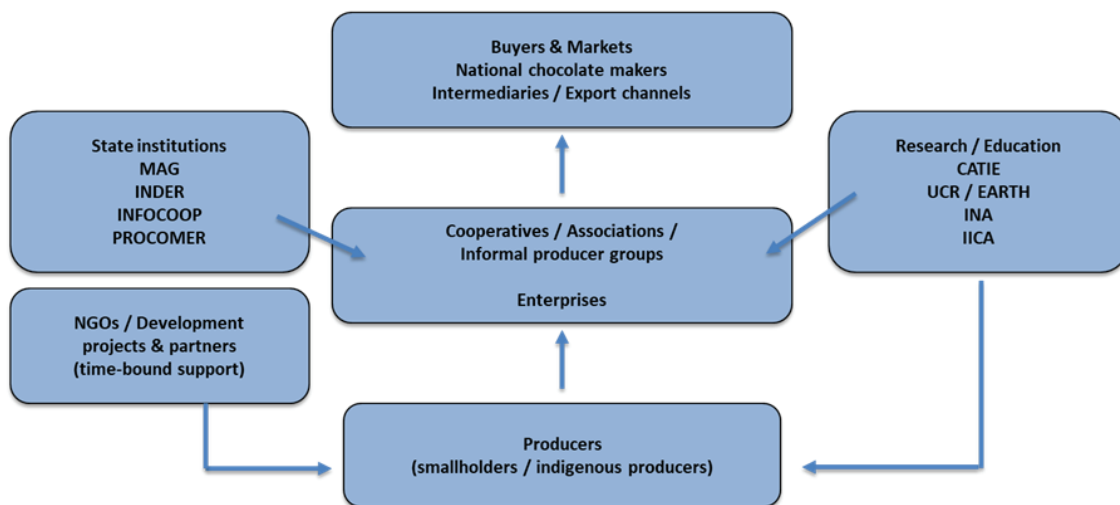 Buyers & Markets
National chocolate makers
Intermediaries / Export channels
State institutions
MAG
INDER
INFOCOOP
PROCOMER
Research / Education
CATIE
UCR / EARTH
INA
IICA
Cooperatives / Associations /
Informal producer groups
Enterprises
NGOs / Development
projects & partners
(time-bound support)
Producers
(smallholders / indigenous producers)